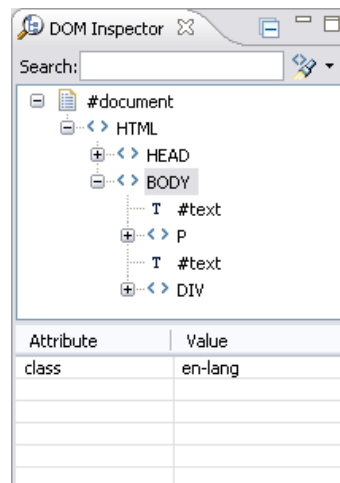 DOM Inspector
Search:
#document
HTML
HEAD
BODY
T #text
P
T #text
DIV
Attribute Value
class en-lang